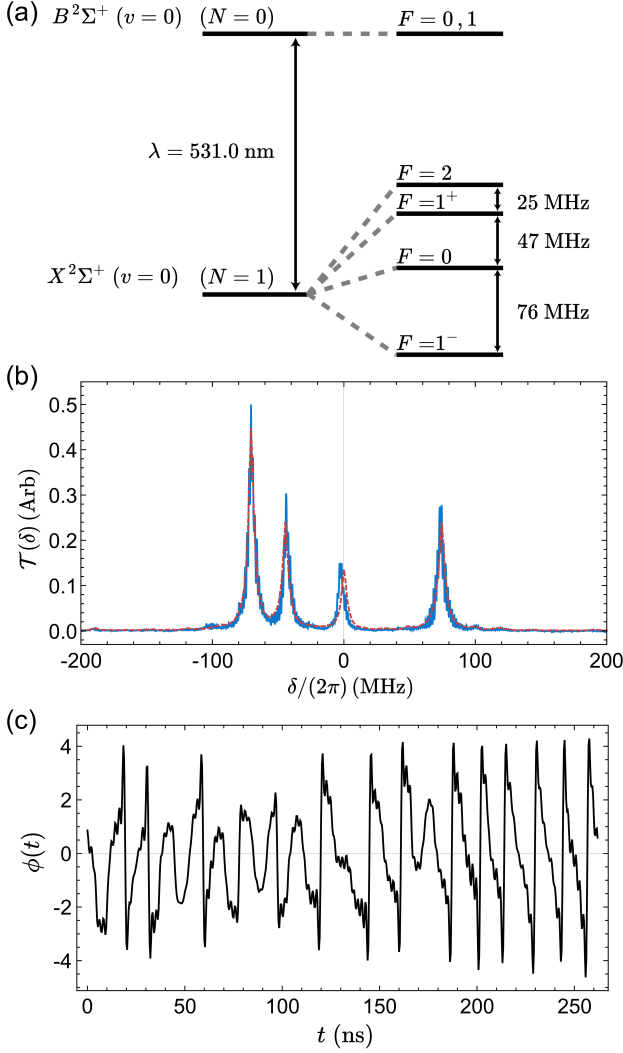 (a)
B²Σ⁺ (v = 0) (N = 0) F = 0 , 1
λ = 531.0 nm
F = 2
25 MHz
F =1⁺
47 MHz
X²Σ⁺ (v = 0) (N = 1) F = 0
76 MHz
F =1⁻
(b)
0.5
0.4
0.3
0.2
0.1
0.0
𝒯(δ) (Arb)
-200 -100 0 100 200
δ/(2π) (MHz)
(c)
4
2
0
-2
-4
ϕ(t)
0 50 100 150 200 250
t (ns)